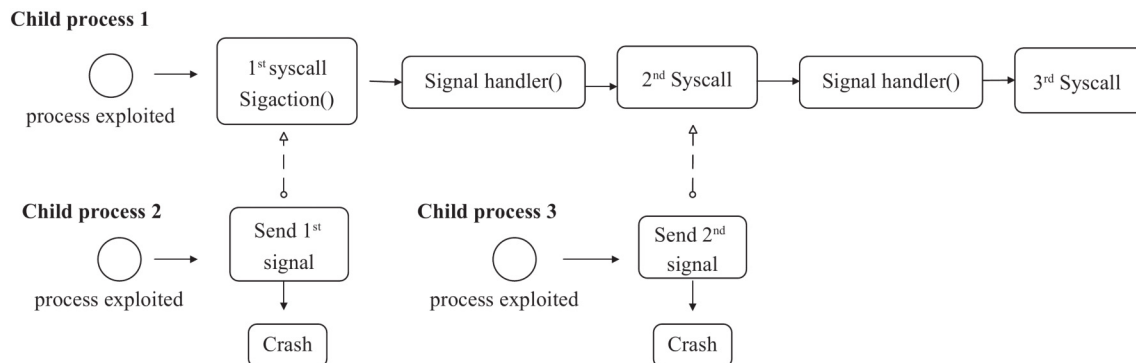 Child process 1
process exploited
1st syscall
Sigaction()
Signal handler()
2nd Syscall
Signal handler()
3rd Syscall
Child process 2
process exploited
Send 1st
signal
Crash
Child process 3
process exploited
Send 2nd
signal
Crash